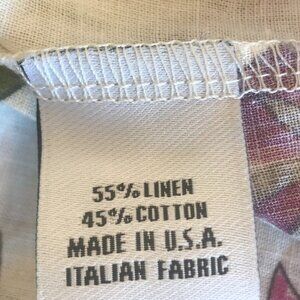 55% LINEN
45% COTTON
MADE IN U.S.A.
ITALIAN FABRIC